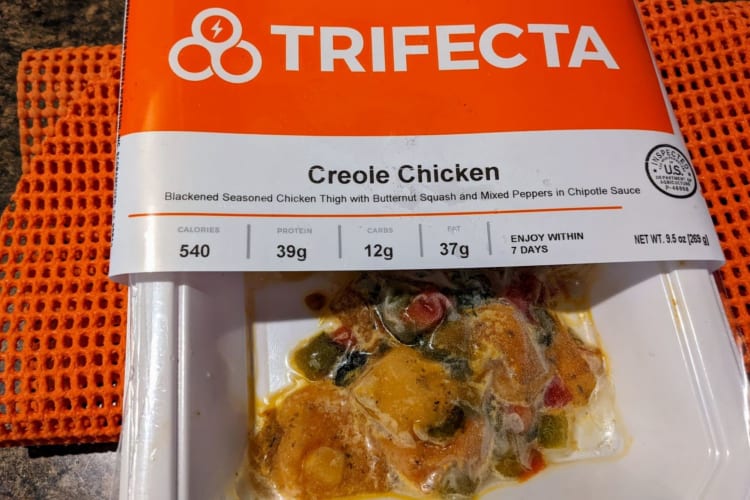 TRIFECTA
Creole Chicken
Blackened Seasoned Chicken Thigh with Butternut Squash and Mixed Peppers in Chipotle Sauce
INSPECTED
U.S.
DEPARTMENT OF
AGRICULTURE
CALORIES PROTEIN CARBS FAT
540 39g 12g 37g
ENJOY WITHIN
7 DAYS
NET WT. 9.5 oz [269 g]